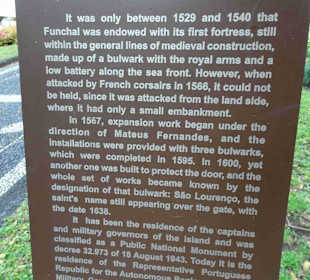 It was only between 1529 and 1540 that
Funchal was endowed with its first fortress, still
within the general lines of medieval construction,
made up of a bulwark with the royal arms and a
low battery along the sea front. However, when
attacked by French corsairs in 1566, it could not
be held, since it was attacked from the land side,
where it had only a small embankment.
In 1567, expansion work began under the
direction of Mateus Fernandes, and the
installations were provided with three bulwarks,
which were completed in 1595. In 1600, yet
another one was built to protect the door, and the
whole set of works became known by the
designation of that bulwark: São Lourenço, the
saint's name still appearing over the gate, with
the date 1638.
It has been the residence of the captains
and military governors of the island and was
classified as a Public National Monument by
decree 32.973 of 18 August 1943. Today it is the
residence of the Representative Portuguese
Republic for the Autonomous
Military